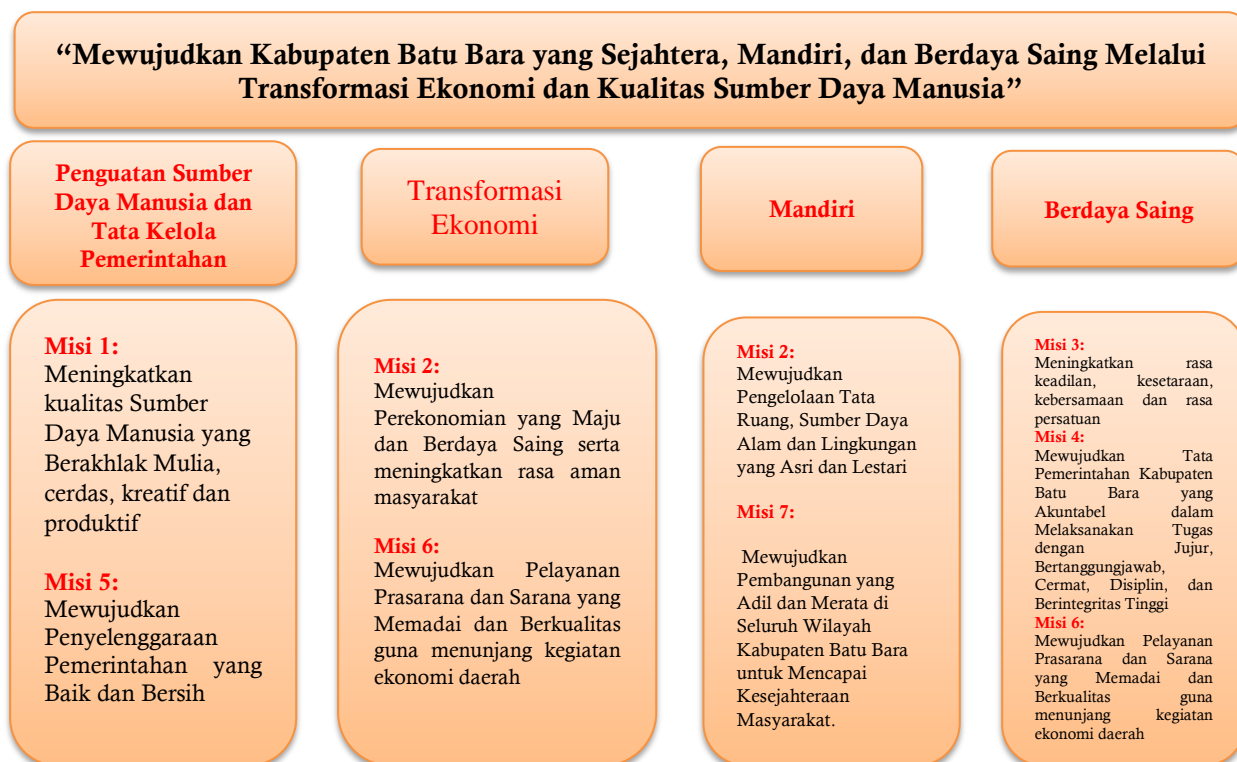 “Mewujudkan Kabupaten Batu Bara yang Sejahtera, Mandiri, dan Berdaya Saing Melalui
Transformasi Ekonomi dan Kualitas Sumber Daya Manusia”
Penguatan Sumber
Daya Manusia dan
Tata Kelola
Pemerintahan
Misi 1:
Meningkatkan
kualitas Sumber
Daya Manusia yang
Berakhlak Mulia,
cerdas, kreatif dan
produktif
Misi 5:
Mewujudkan
Penyelenggaraan
Pemerintahan yang
Baik dan Bersih
Transformasi
Ekonomi
Misi 2:
Mewujudkan
Perekonomian yang Maju
dan Berdaya Saing serta
meningkatkan rasa aman
masyarakat
Misi 6:
Mewujudkan Pelayanan
Prasarana dan Sarana yang
Memadai dan Berkualitas
guna menunjang kegiatan
ekonomi daerah
Mandiri
Misi 2:
Mewujudkan
Pengelolaan Tata
Ruang, Sumber Daya
Alam dan Lingkungan
yang Asri dan Lestari
Misi 7:
Mewujudkan
Pembangunan yang
Adil dan Merata di
Seluruh Wilayah
Kabupaten Batu Bara
untuk Mencapai
Kesejahteraan
Masyarakat.
Berdaya Saing
Misi 3:
Meningkatkan rasa
keadilan, kesetaraan,
kebersamaan dan rasa
persatuan
Misi 4:
Mewujudkan Tata
Pemerintahan Kabupaten
Batu Bara yang
Akuntabel dalam
Melaksanakan Tugas
dengan Jujur,
Bertanggungjawab,
Cermat, Disiplin, dan
Berintegritas Tinggi
Misi 6:
Mewujudkan Pelayanan
Prasarana dan Sarana
yang Memadai dan
Berkualitas guna
menunjang kegiatan
ekonomi daerah